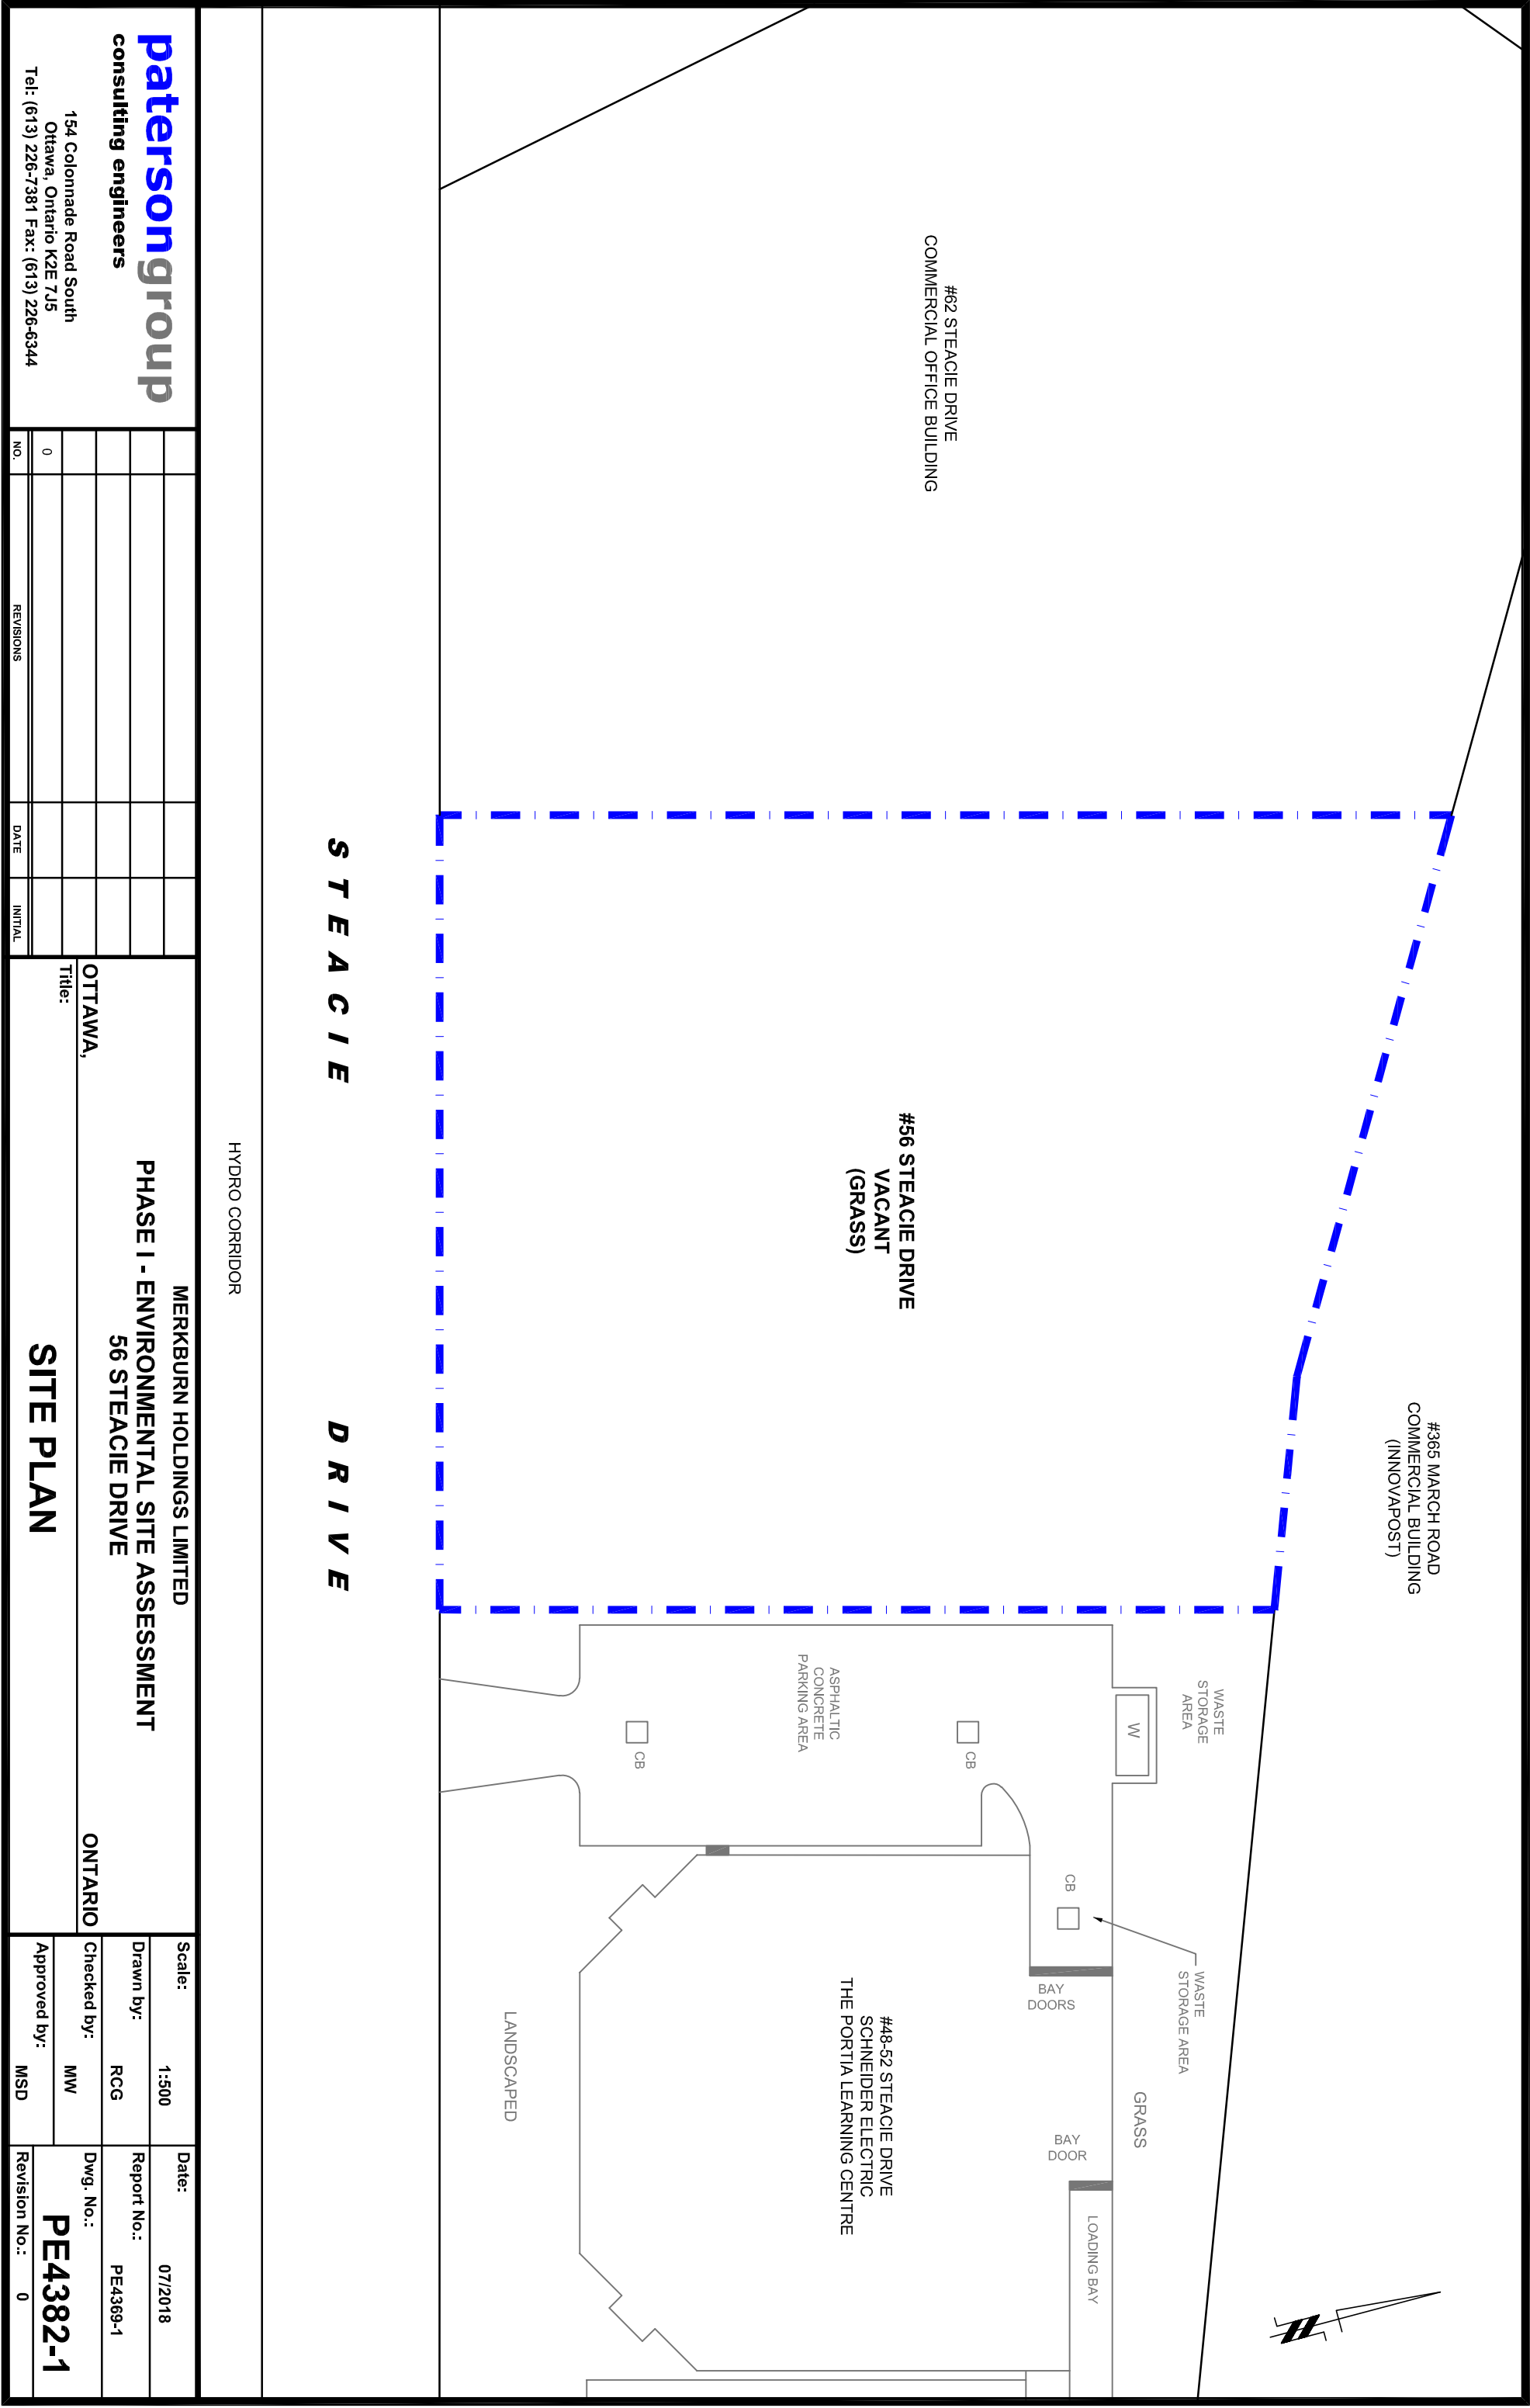 #62 STEACIE DRIVE
COMMERCIAL OFFICE BUILDING
#365 MARCH ROAD
COMMERCIAL BUILDING
(INNOVAPOST)
#56 STEACIE DRIVE
VACANT
(GRASS)
WASTE
STORAGE
AREA
W
ASPHALTIC
CONCRETE
PARKING AREA
CB
CB
CB
WASTE
STORAGE AREA
BAY
DOORS
GRASS
BAY
DOOR
LOADING BAY
#48-52 STEACIE DRIVE
SCHNEIDER ELECTRIC
THE PORTIA LEARNING CENTRE
LANDSCAPED
STEACIE DRIVE
HYDRO CORRIDOR
patersongroup
consulting engineers
154 Colonnade Road South
Ottawa, Ontario K2E 7J5
Tel: (613) 226-7381 Fax: (613) 226-6344
0
NO. REVISIONS DATE INITIAL
MERKBURN HOLDINGS LIMITED
PHASE I - ENVIRONMENTAL SITE ASSESSMENT
56 STEACIE DRIVE
OTTAWA, ONTARIO
Title:
SITE PLAN
Scale: 1:500
Drawn by: RCG
Checked by: MW
Approved by: MSD
Date: 07/2018
Report No.: PE4369-1
Dwg. No.:
PE4382-1
Revision No.: 0